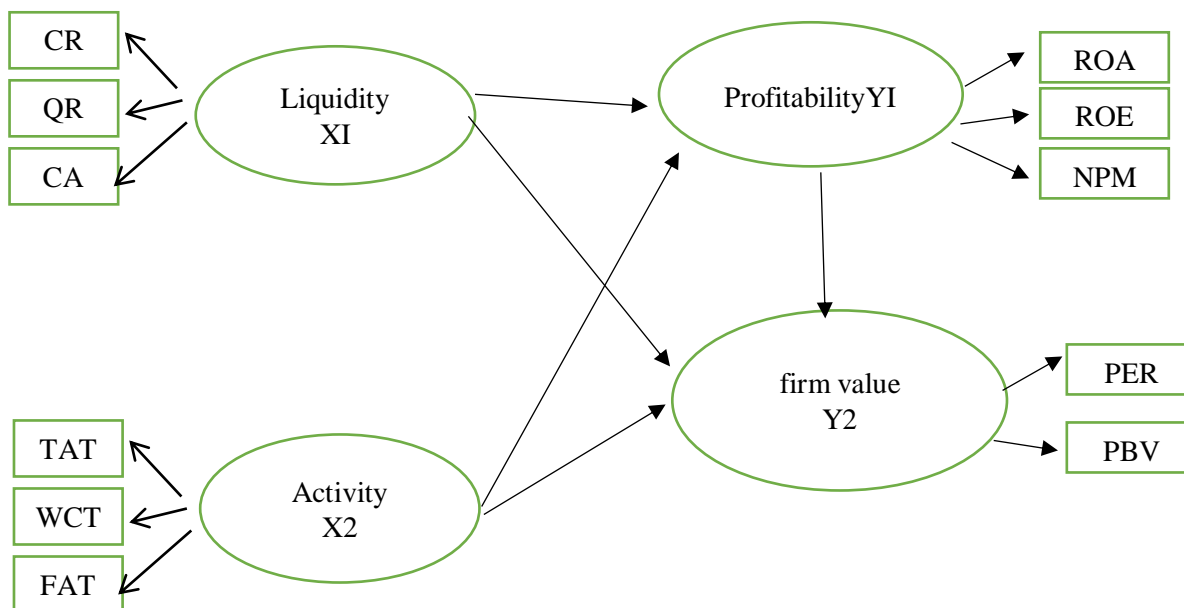 CR
QR
CA
Liquidity
XI
ProfitabilityYI
ROA
ROE
NPM
TAT
WCT
FAT
Activity
X2
firm value
Y2
PER
PBV